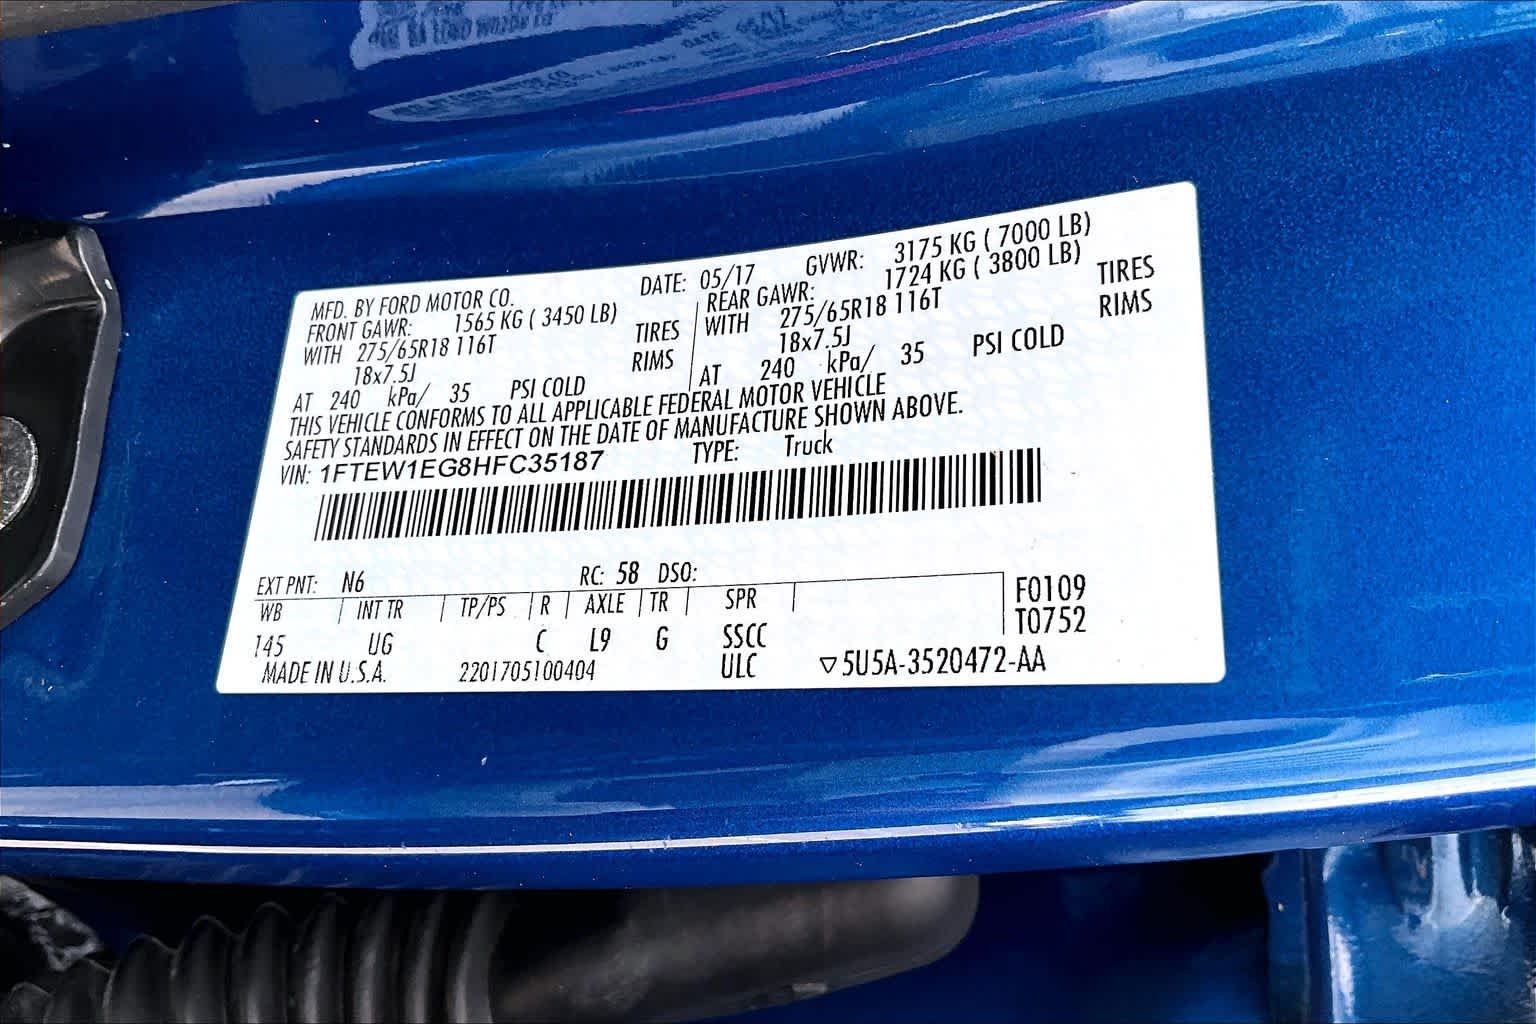 MFD. BY FORD MOTOR CO. DATE: 05/17 GVWR: 3175 KG ( 7000 LB)
FRONT GAWR: 1565 KG ( 3450 LB) REAR GAWR: 1724 KG ( 3800 LB)
WITH 275/65R18 116T TIRES WITH 275/65R18 116T TIRES
18x7.5J RIMS 18x7.5J RIMS
AT 240 kPa/ 35 PSI COLD AT 240 kPa/ 35 PSI COLD
THIS VEHICLE CONFORMS TO ALL APPLICABLE FEDERAL MOTOR VEHICLE
SAFETY STANDARDS IN EFFECT ON THE DATE OF MANUFACTURE SHOWN ABOVE.
VIN: 1FTEW1EG8HFC35187 TYPE: Truck
EXT PNT: N6 RC: 58 DSO:
WB INT TR TP/PS R AXLE TR SPR F0109
T0752
145 UG C L9 G SSCC
MADE IN U.S.A. 2201705100404 ULC ▽5U5A-3520472-AA